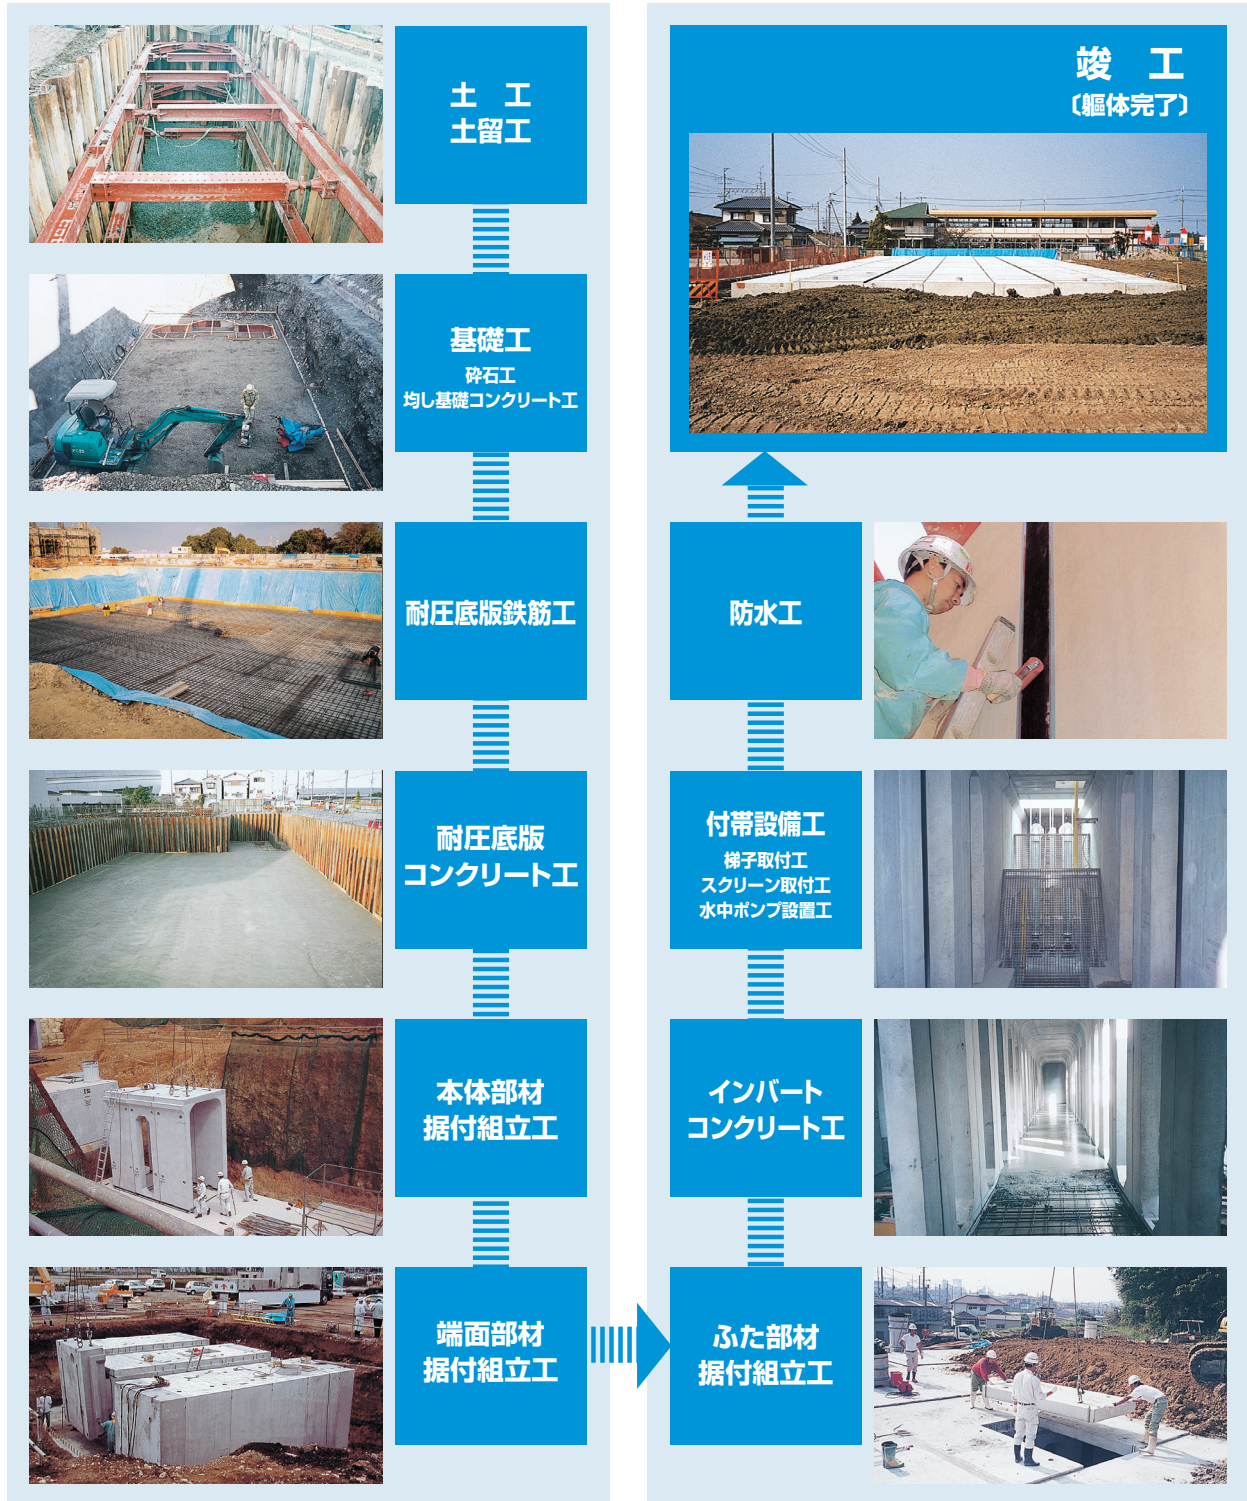 土　工
土留工
基礎工
砕石工
均し基礎コンクリート工
耐圧底版鉄筋工
耐圧底版
コンクリート工
本体部材
据付組立工
端面部材
据付組立工
ふた部材
据付組立工
インバート
コンクリート工
付帯設備工
梯子取付工
スクリーン取付工
水中ポンプ設置工
防水工
竣　工
〔軀体完了〕